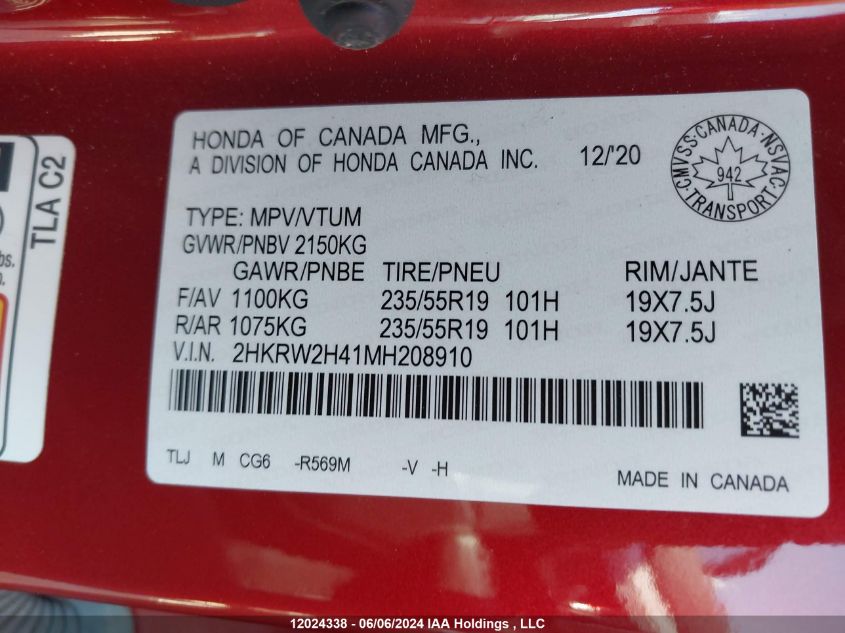 HONDA OF CANADA MFG.,
A DIVISION OF HONDA CANADA INC. 12/'20
CMVSS·CANADA·NSVAC
942
·TRANSPORT·
TYPE: MPV/VTUM
GVWR/PNBV 2150KG
GAWR/PNBE TIRE/PNEU RIM/JANTE
F/AV 1100KG 235/55R19 101H 19X7.5J
R/AR 1075KG 235/55R19 101H 19X7.5J
V.I.N. 2HKRW2H41MH208910
TLJ M CG6 -R569M -V -H
MADE IN CANADA
TLA C2
12024338 - 06/06/2024 IAA Holdings , LLC